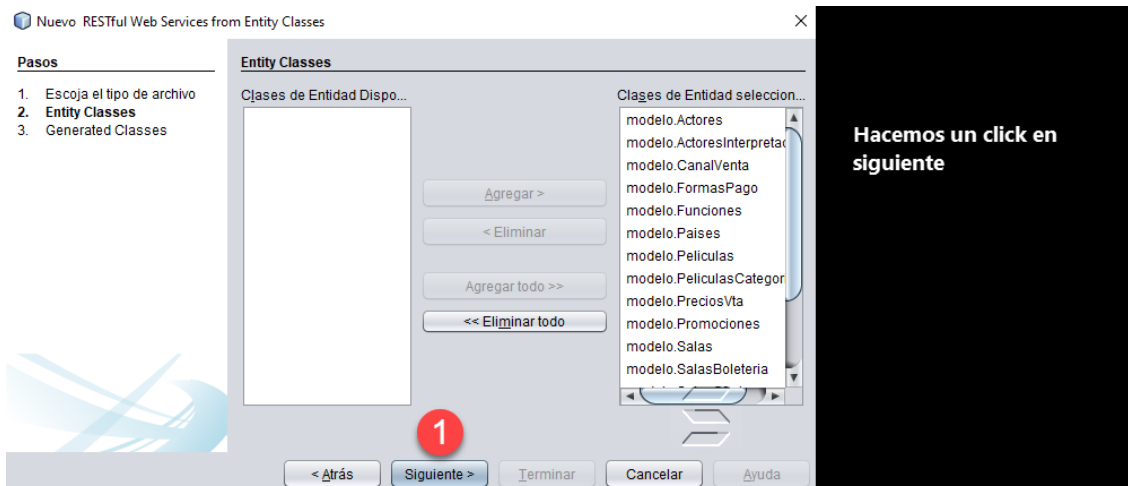 Nuevo RESTful Web Services from Entity Classes
Pasos
1. Escoja el tipo de archivo
2. Entity Classes
3. Generated Classes
Entity Classes
Clases de Entidad Dispo...
Agregar >
< Eliminar
Agregar todo >>
<< Eliminar todo
Clases de Entidad seleccion...
modelo.Actores
modelo.ActoresInterpretac
modelo.CanalVenta
modelo.FormasPago
modelo.Funciones
modelo.Paises
modelo.Peliculas
modelo.PeliculasCategori
modelo.PreciosVta
modelo.Promociones
modelo.Salas
modelo.SalasBoleteria
1
< Atrás
Siguiente >
Terminar
Cancelar
Ayuda
Hacemos un click en
siguiente